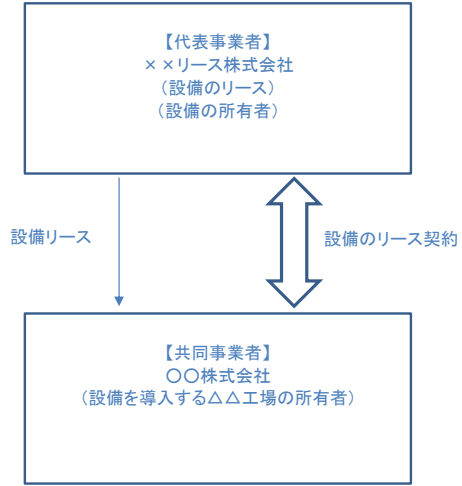 【代表事業者】
××リース株式会社
（設備のリース）
（設備の所有者）
設備リース
設備のリース契約
【共同事業者】
〇〇株式会社
（設備を導入する△△工場の所有者）